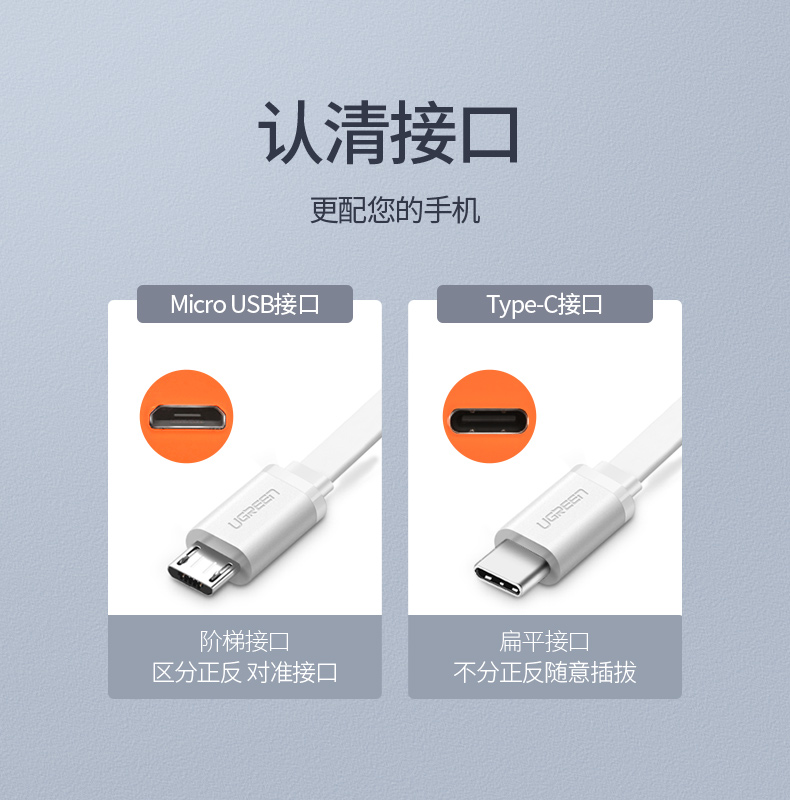 认清接口
更配您的手机
Micro USB接口
Type-C接口
UGREEN
UGREEN
阶梯接口
区分正反 对准接口
扁平接口
不分正反随意插拔